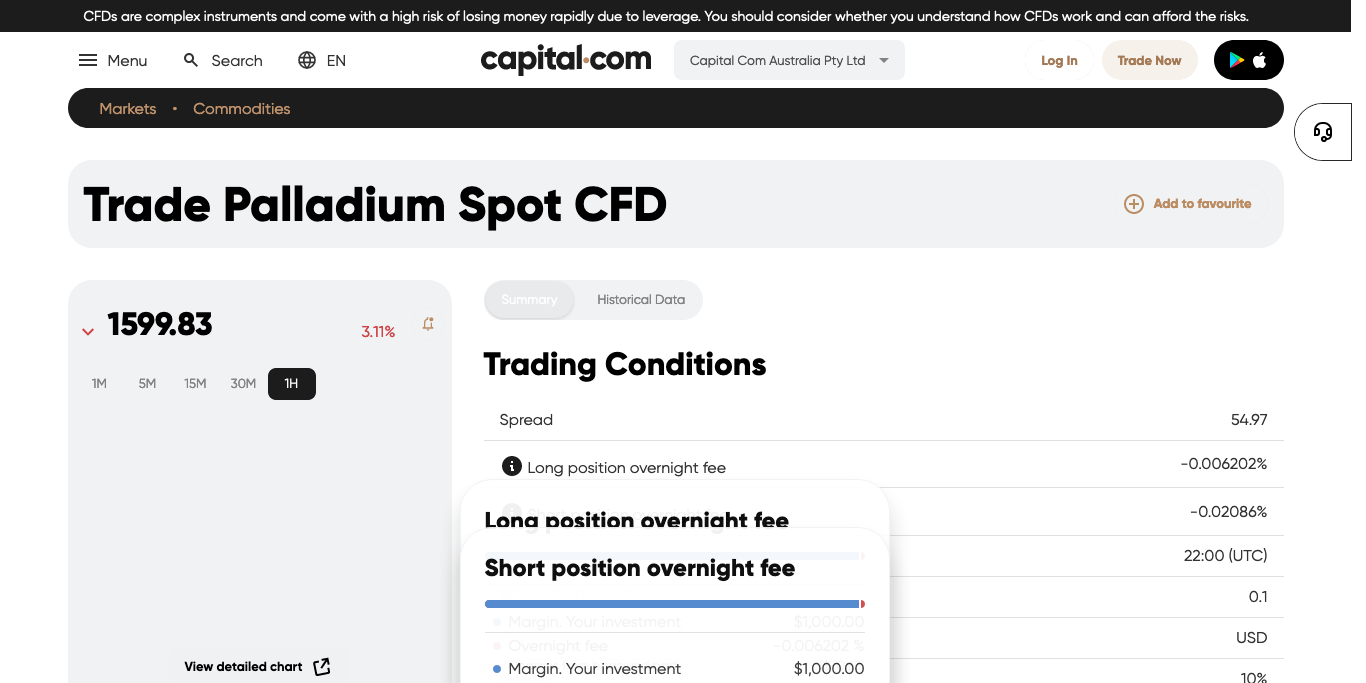 CFDs are complex instruments and come with a high risk of losing money rapidly due to leverage. You should consider whether you understand how CFDs work and can afford the risks.
Menu Search EN capital.com Capital Com Australia Pty Ltd Log In Trade Now
Markets • Commodities
Trade Palladium Spot CFD Add to favourite
1599.83 3.11%
1M 5M 15M 30M 1H
View detailed chart
Summary Historical Data
Trading Conditions
Spread 54.97
Long position overnight fee -0.006202%
-0.02086%
Long position overnight fee
22:00 (UTC)
Short position overnight fee
0.1
Margin. Your investment $1,000.00
USD
Overnight fee -0.006202 %
Margin. Your investment $1,000.00
10%